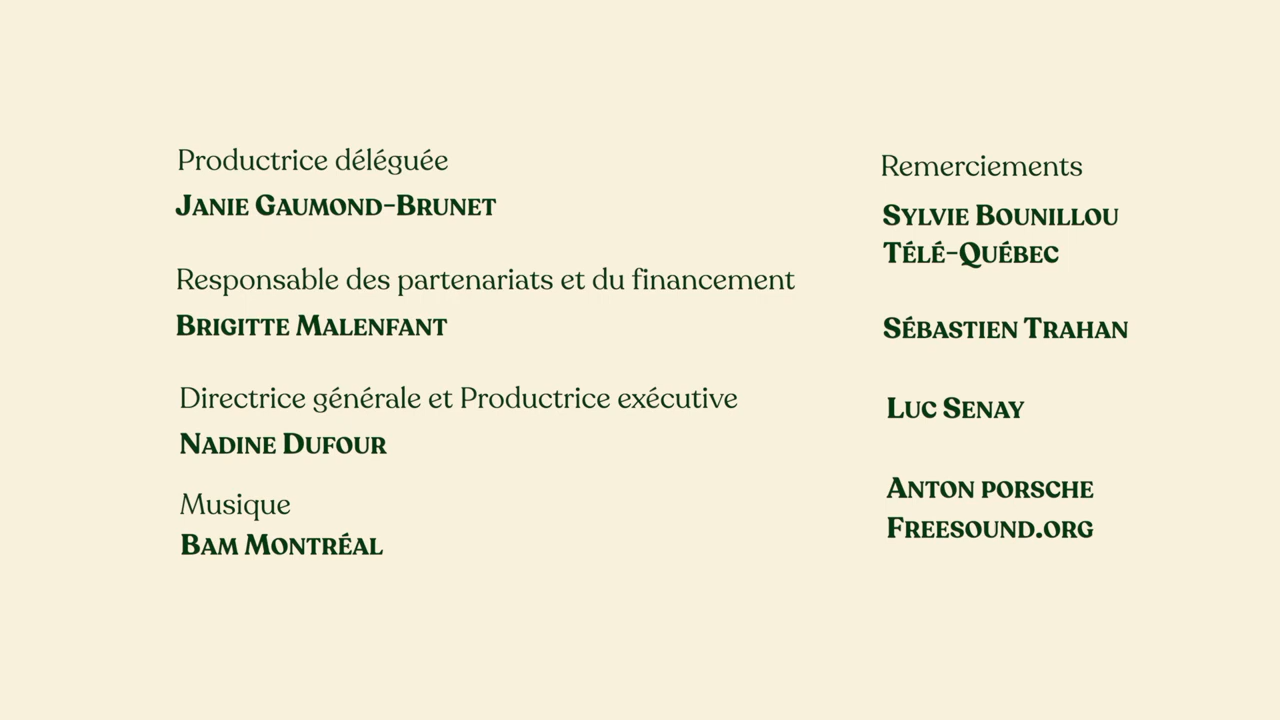 Productrice déléguée
Janie Gaumond-Brunet
Responsable des partenariats et du financement
Brigitte Malenfant
Directrice générale et Productrice exécutive
Nadine Dufour
Musique
Bam Montréal
Remerciements
Sylvie Bounillou
Télé-Québec
Sébastien Trahan
Luc Senay
Anton porsche
Freesound.org